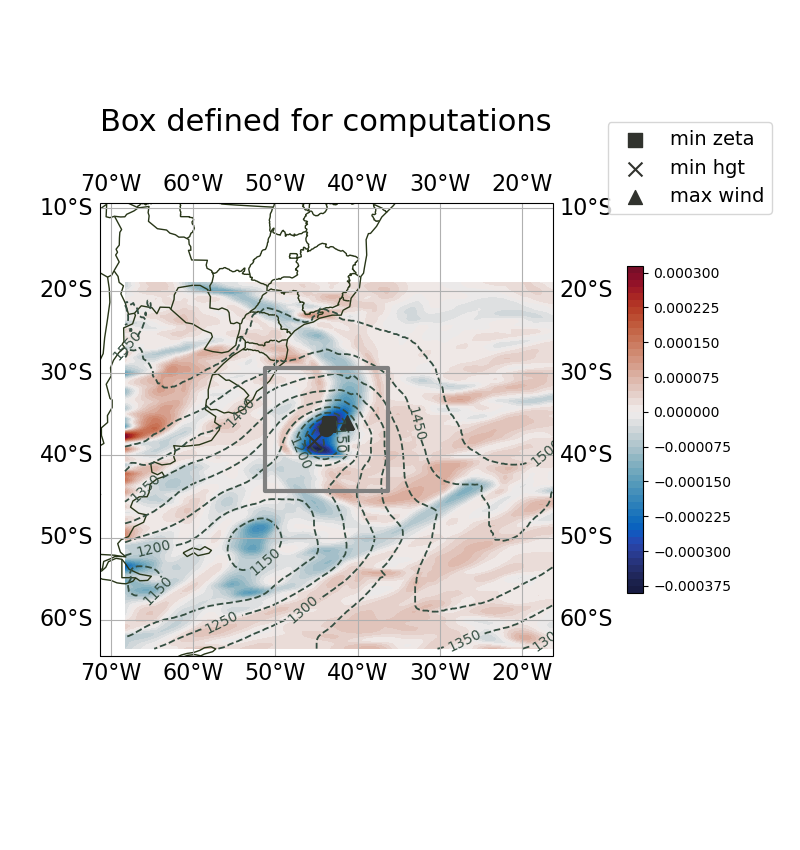 Box defined for computations
min zeta
min hgt
max wind
70°W 60°W 50°W 40°W 30°W 20°W
10°S 10°S
20°S 20°S
30°S 30°S
40°S 40°S
50°S 50°S
60°S 60°S
70°W 60°W 50°W 40°W 30°W 20°W
0.000300
0.000225
0.000150
0.000075
0.000000
−0.000075
−0.000150
−0.000225
−0.000300
−0.000375
1550
1400
1450
1500
1350
1200
1150
1150
1250
1300
1350